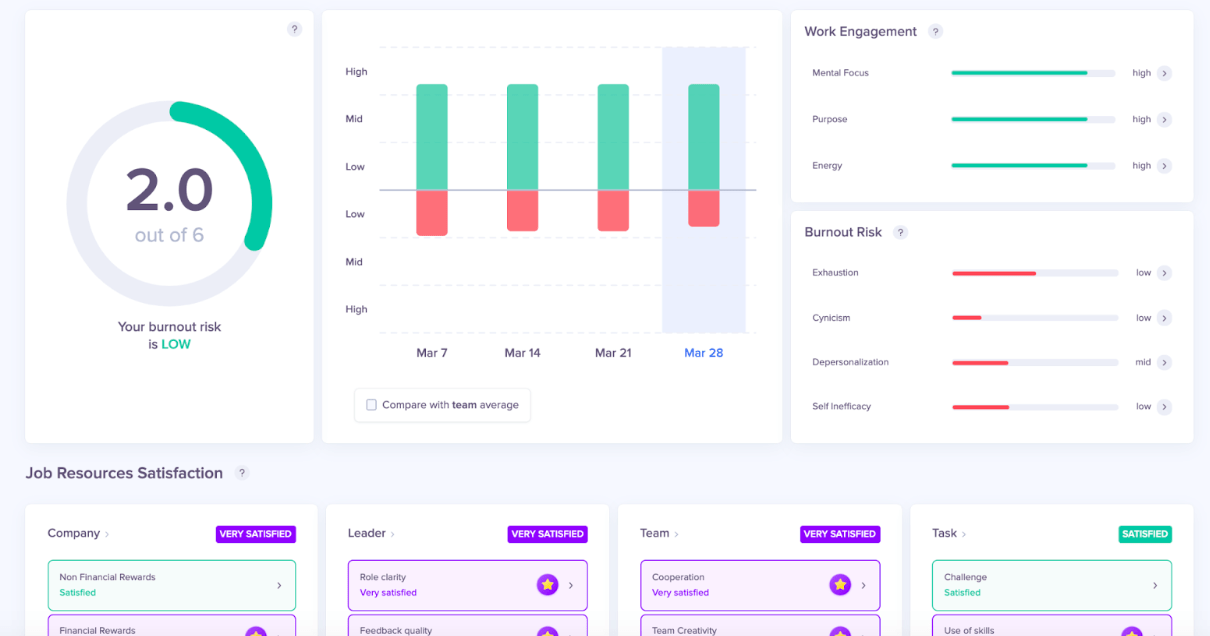 ?
2.0
out of 6
Your burnout risk
is LOW
High
Mid
Low
Low
Mid
High
Mar 7
Mar 14
Mar 21
Mar 28
Compare with team average
Work Engagement ?
Mental Focus high
Purpose high
Energy high
Burnout Risk ?
Exhaustion low
Cynicism low
Depersonalization mid
Self Inefficacy low
Job Resources Satisfaction ?
Company VERY SATISFIED
Non Financial Rewards
Satisfied
Financial Rewards
Leader VERY SATISFIED
Role clarity
Very satisfied
Feedback quality
Team VERY SATISFIED
Cooperation
Very satisfied
Team Creativity
Task SATISFIED
Challenge
Satisfied
Use of skills